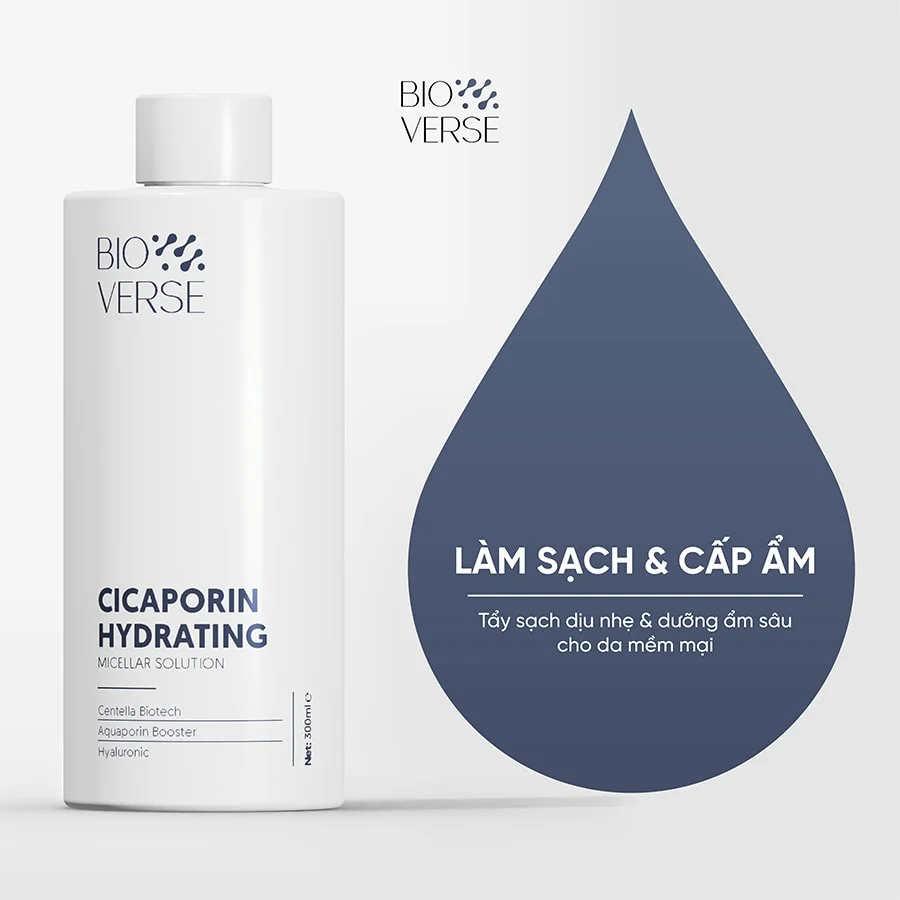 BIO
VERSE
BIO
VERSE
CICAPORIN
HYDRATING
MICELLAR SOLUTION
Centella Biotech
Aquaporin Booster
Hyaluronic
Net: 300ml e
LÀM SẠCH & CẤP ẨM
Tẩy sạch dịu nhẹ & dưỡng ẩm sâu
cho da mềm mại